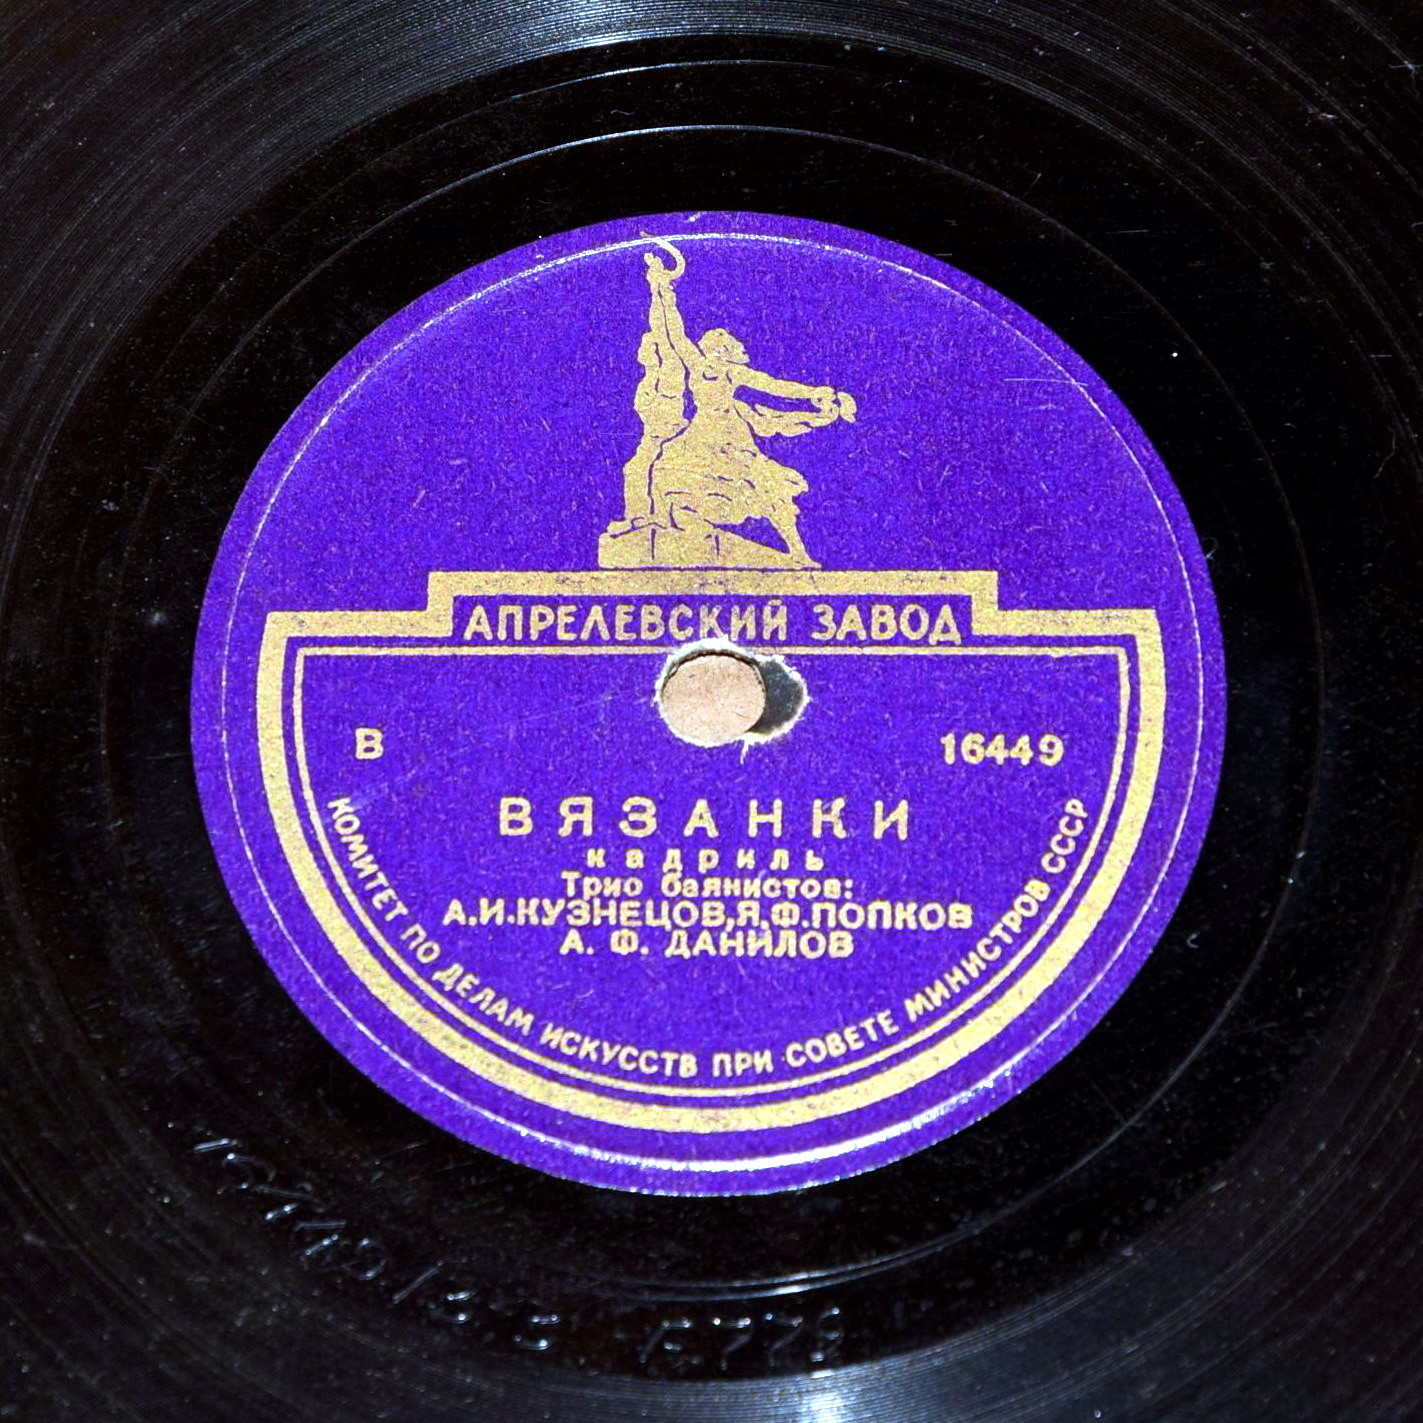 АПРЕЛЕВСКИЙ ЗАВОД
В 16449
ВЯЗАНКИ
кадриль
Трио баянистов:
А.И.КУЗНЕЦОВ,Я,Ф.ПОПКОВ
А. Ф. ДАНИЛОВ
КОМИТЕТ ПО ДЕЛАМ ИСКУССТВ ПРИ СОВЕТЕ МИНИСТРОВ СССР